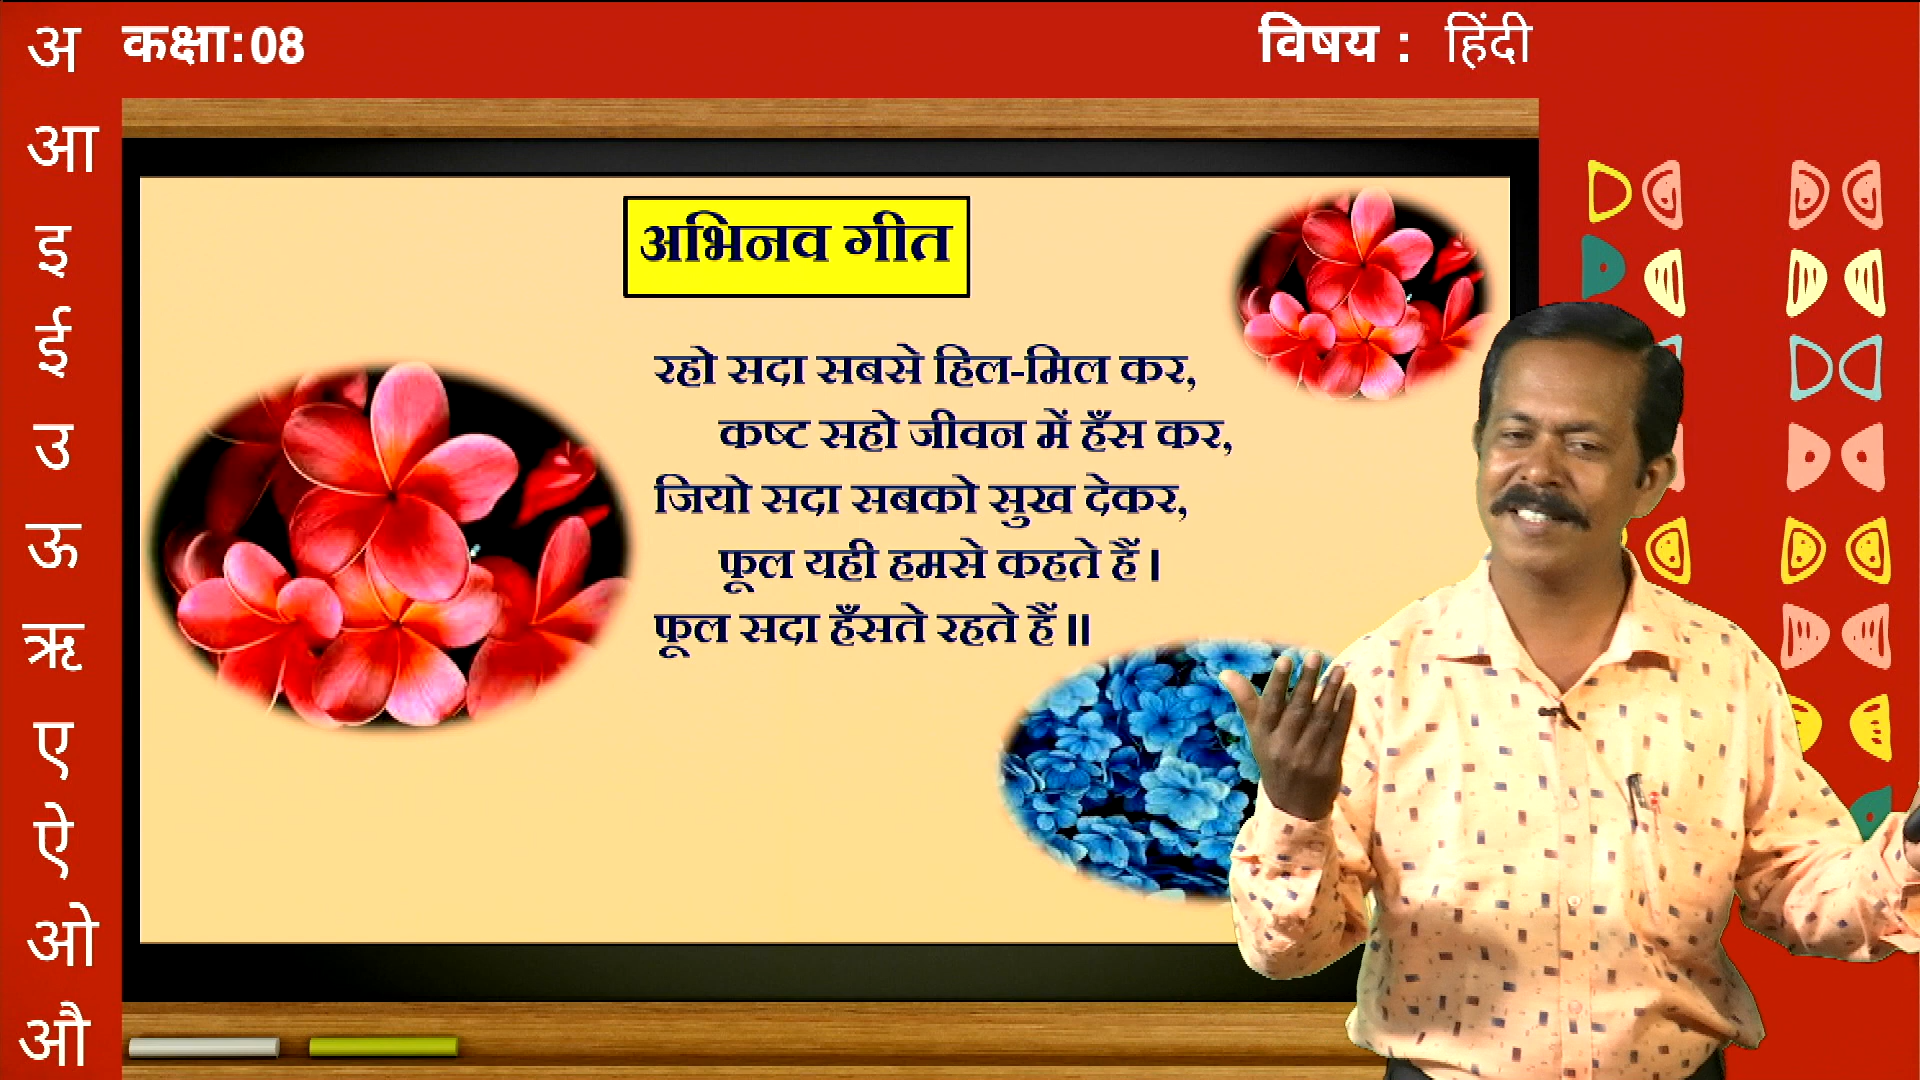 कक्षा:08
विषय : हिंदी
अ
आ
इ
ई
उ
ऊ
ऋ
ए
ऐ
ओ
औ
अभिनव गीत
रहो सदा सबसे हिल-मिल कर,
कष्ट सहो जीवन में हँस कर,
जियो सदा सबको सुख देकर,
फूल यही हमसे कहते हैं।
फूल सदा हँसते रहते हैं॥